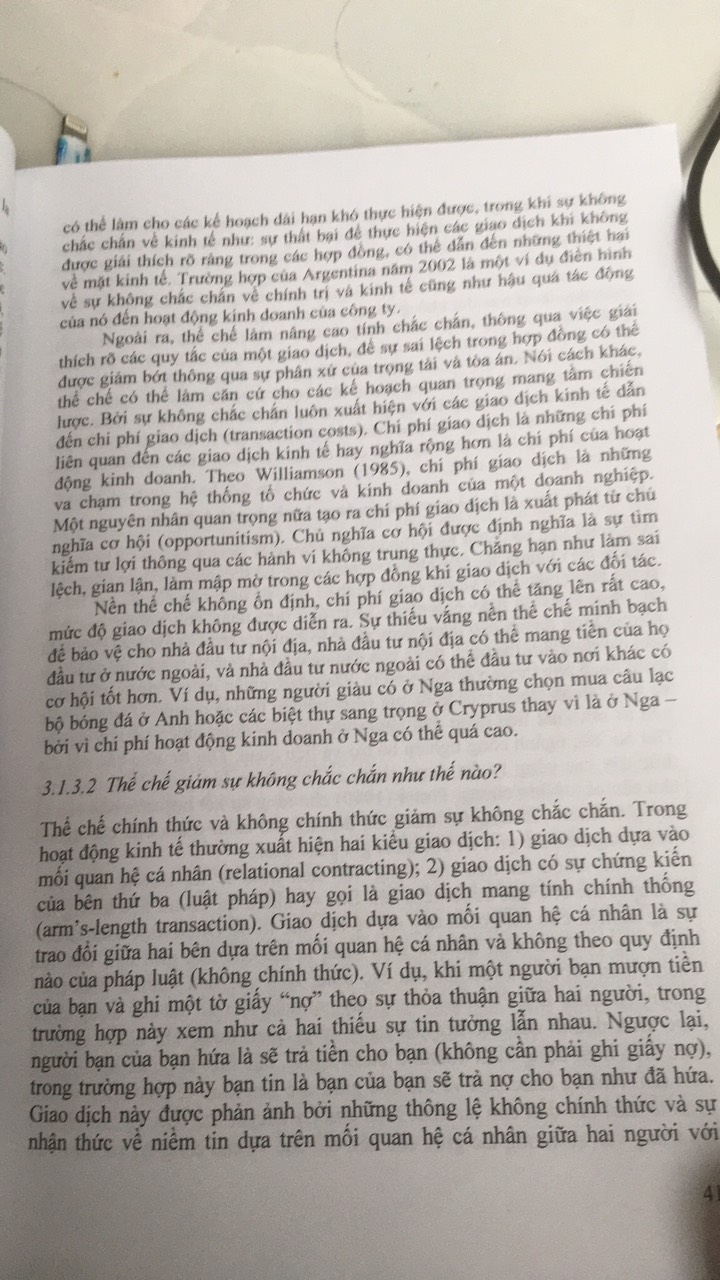 có thể làm cho các kế hoạch dài hạn khó thực hiện được, trong khi sự không
chắc chắn về kinh tế như: sự thất bại để thực hiện các giao dịch khi không
được giải thích rõ ràng trong các hợp đồng, có thể dẫn đến những thiệt hại
về mặt kinh tế. Trường hợp của Argentina năm 2002 là một ví dụ điển hình
về sự không chắc chắn về chính trị và kinh tế cũng như hậu quả tác động
của nó đến hoạt động kinh doanh của công ty.
Ngoài ra, thể chế làm nâng cao tính chắc chắn, thông qua việc giải
thích rõ các quy tắc của một giao dịch, để sự sai lệch trong hợp đồng có thể
được giảm bớt thông qua sự phân xử của trọng tài và tòa án. Nói cách khác,
thể chế có thể làm căn cứ cho các kế hoạch quan trọng mang tầm chiến
lược. Bởi sự không chắc chắn luôn xuất hiện với các giao dịch kinh tế dẫn
đến chi phí giao dịch (transaction costs). Chi phí giao dịch là những chi phí
liên quan đến các giao dịch kinh tế hay nghĩa rộng hơn là chi phí của hoạt
động kinh doanh. Theo Williamson (1985), chi phí giao dịch là những
va chạm trong hệ thống tổ chức và kinh doanh của một doanh nghiệp.
Một nguyên nhân quan trọng nữa tạo ra chi phí giao dịch là xuất phát từ chủ
nghĩa cơ hội (opportunitism). Chủ nghĩa cơ hội được định nghĩa là sự tìm
kiếm tư lợi thông qua các hành vi không trung thực. Chẳng hạn như làm sai
lệch, gian lận, làm mập mờ trong các hợp đồng khi giao dịch với các đối tác.
Nền thể chế không ổn định, chi phí giao dịch có thể tăng lên rất cao,
mức độ giao dịch không được diễn ra. Sự thiếu vắng nền thể chế minh bạch
để bảo vệ cho nhà đầu tư nội địa, nhà đầu tư nội địa có thể mang tiền của họ
đầu tư ở nước ngoài, và nhà đầu tư nước ngoài có thể đầu tư vào nơi khác có
cơ hội tốt hơn. Ví dụ, những người giàu có ở Nga thường chọn mua câu lạc
bộ bóng đá ở Anh hoặc các biệt thự sang trọng ở Cryprus thay vì là ở Nga –
bởi vì chi phí hoạt động kinh doanh ở Nga có thể quá cao.
3.1.3.2 Thể chế giảm sự không chắc chắn như thế nào?
Thể chế chính thức và không chính thức giảm sự không chắc chắn. Trong
hoạt động kinh tế thường xuất hiện hai kiểu giao dịch: 1) giao dịch dựa vào
mối quan hệ cá nhân (relational contracting); 2) giao dịch có sự chứng kiến
của bên thứ ba (luật pháp) hay gọi là giao dịch mang tính chính thống
(arm's-length transaction). Giao dịch dựa vào mối quan hệ cá nhân là sự
trao đổi giữa hai bên dựa trên mối quan hệ cá nhân và không theo quy định
nào của pháp luật (không chính thức). Ví dụ, khi một người bạn mượn tiền
của bạn và ghi một tờ giấy “nợ” theo sự thỏa thuận giữa hai người, trong
trường hợp này xem như cả hai thiếu sự tin tưởng lẫn nhau. Ngược lại,
người bạn của bạn hứa là sẽ trả tiền cho bạn (không cần phải ghi giấy nợ),
trong trường hợp này bạn tin là bạn của bạn sẽ trả nợ cho bạn như đã hứa.
Giao dịch này được phản ánh bởi những thông lệ không chính thức và sự
nhận thức về niềm tin dựa trên mối quan hệ cá nhân giữa hai người với
41